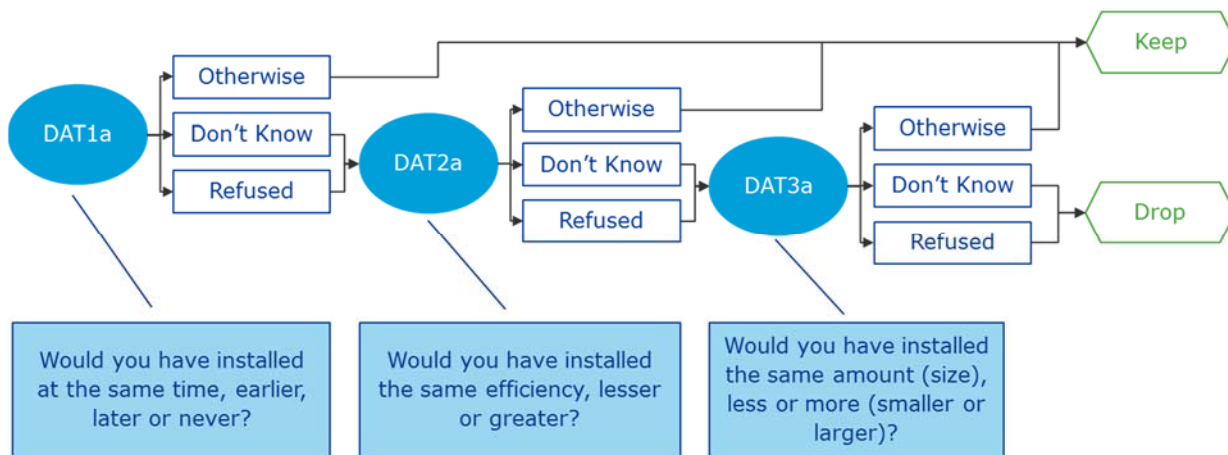 Otherwise
Keep
DAT1a
Don't Know
Refused
Otherwise
DAT2a
Don't Know
Refused
Otherwise
DAT3a
Don't Know
Refused
Drop
Would you have installed
at the same time, earlier,
later or never?
Would you have installed
the same efficiency, lesser
or greater?
Would you have installed
the same amount (size),
less or more (smaller or
larger)?